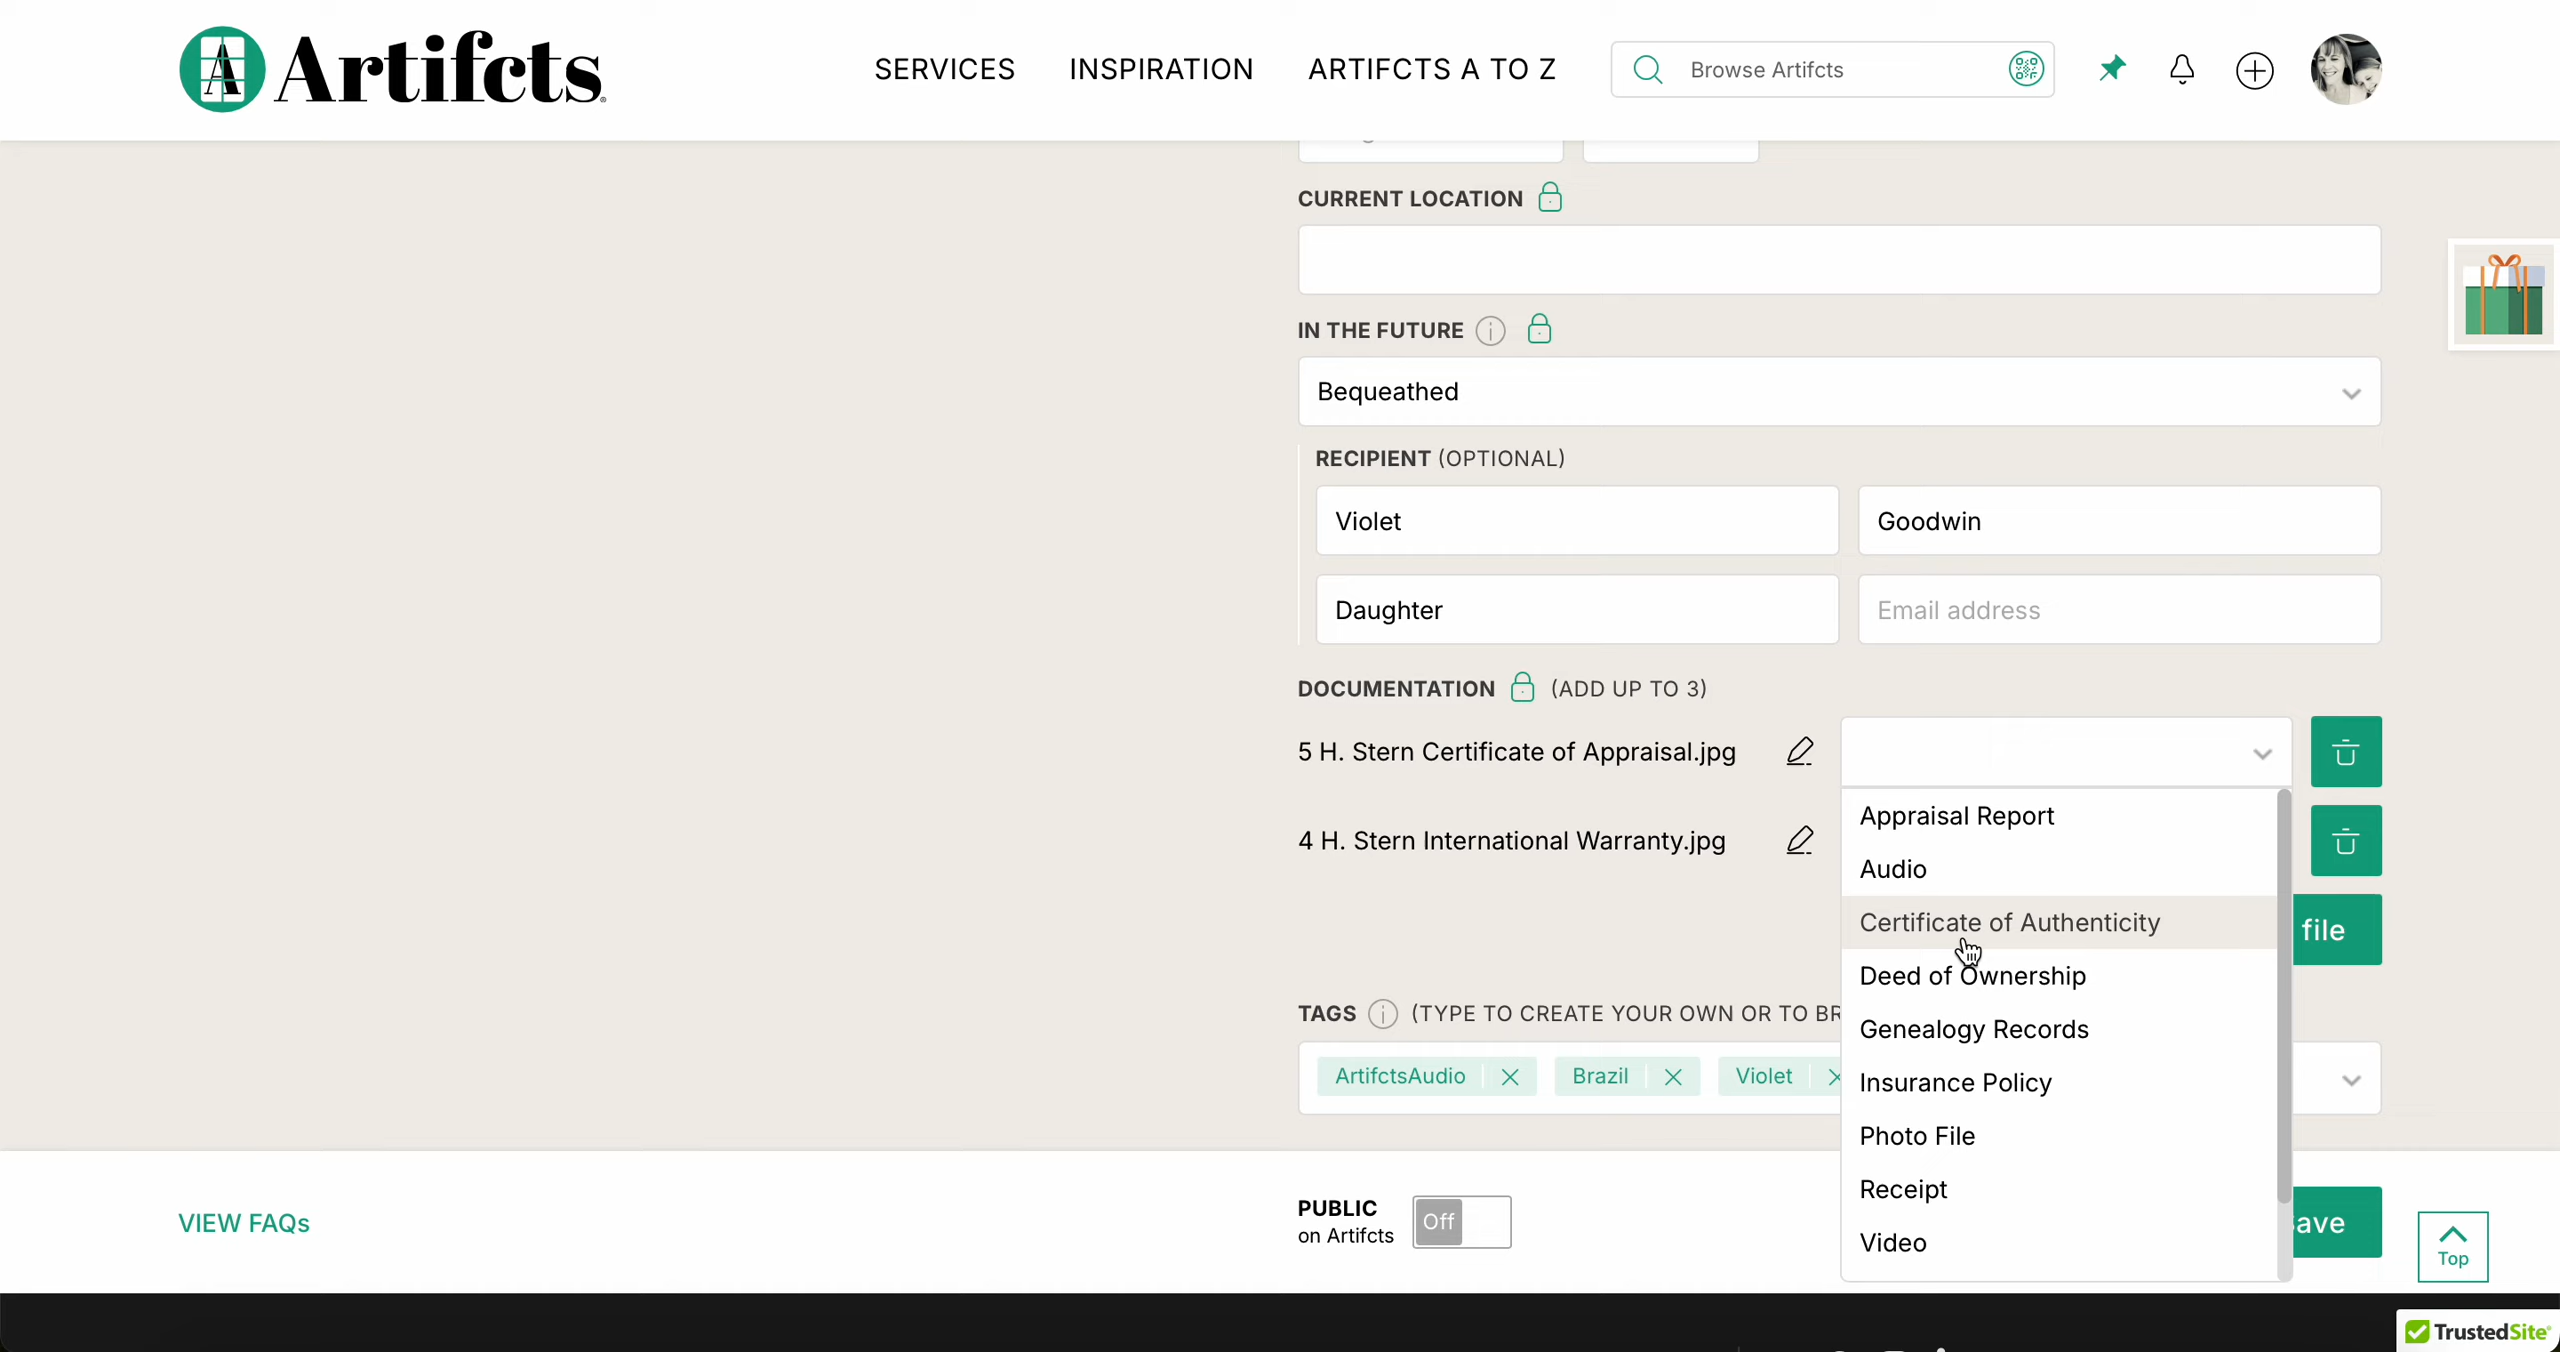 Artifcts
SERVICES INSPIRATION ARTIFCTS A TO Z Browse Artifcts
CURRENT LOCATION
IN THE FUTURE
Bequeathed
RECIPIENT (OPTIONAL)
Violet Goodwin
Daughter Email address
DOCUMENTATION (ADD UP TO 3)
5 H. Stern Certificate of Appraisal.jpg
Appraisal Report
4 H. Stern International Warranty.jpg
Audio
Certificate of Authenticity
file
Deed of Ownership
TAGS (TYPE TO CREATE YOUR OWN OR TO BR
Genealogy Records
ArtifctsAudio Brazil Violet
Insurance Policy
Photo File
Receipt
VIEW FAQs
PUBLIC
on Artifcts
Off
ave
Video
Top
TrustedSite